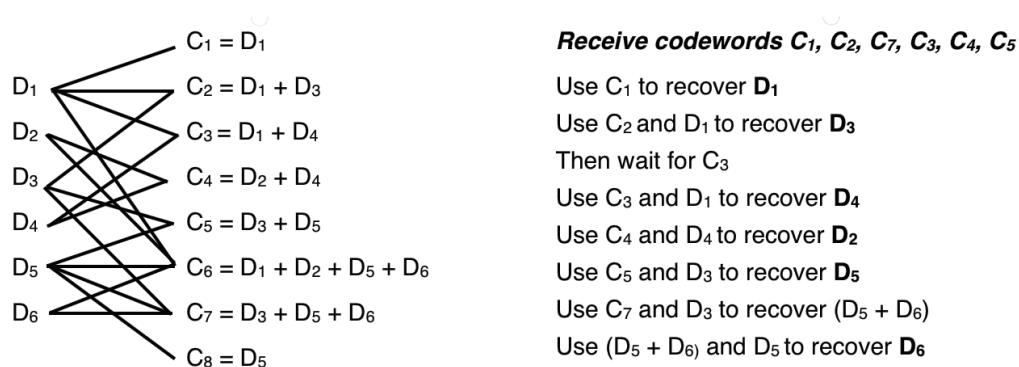 D₁
D₂
D₃
D₄
D₅
D₆
C₁ = D₁
C₂ = D₁ + D₃
C₃ = D₁ + D₄
C₄ = D₂ + D₄
C₅ = D₃ + D₅
C₆ = D₁ + D₂ + D₅ + D₆
C₇ = D₃ + D₅ + D₆
C₈ = D₅
Receive codewords C₁, C₂, C₇, C₃, C₄, C₅
Use C₁ to recover D₁
Use C₂ and D₁ to recover D₃
Then wait for C₃
Use C₃ and D₁ to recover D₄
Use C₄ and D₄ to recover D₂
Use C₅ and D₃ to recover D₅
Use C₇ and D₃ to recover (D₅ + D₆)
Use (D₅ + D₆) and D₅ to recover D₆